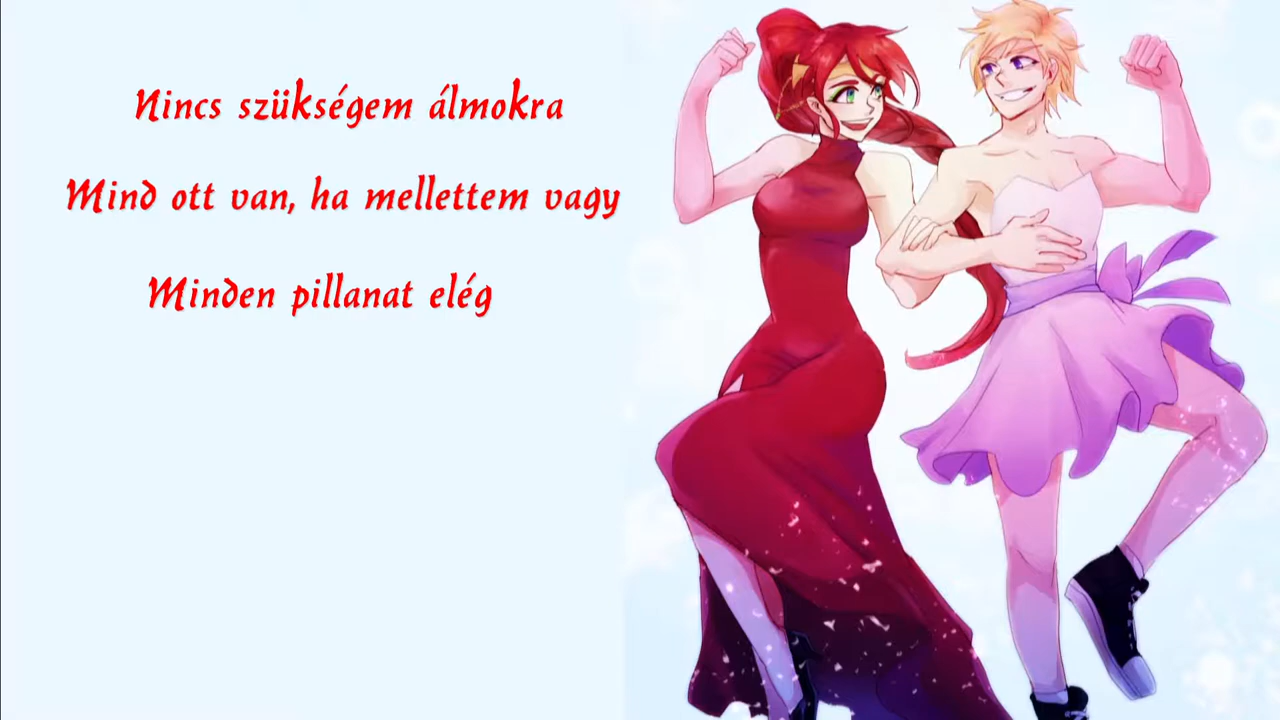 Nincs szükségem álmokra
Mind ott van, ha mellettem vagy
Minden pillanat elég